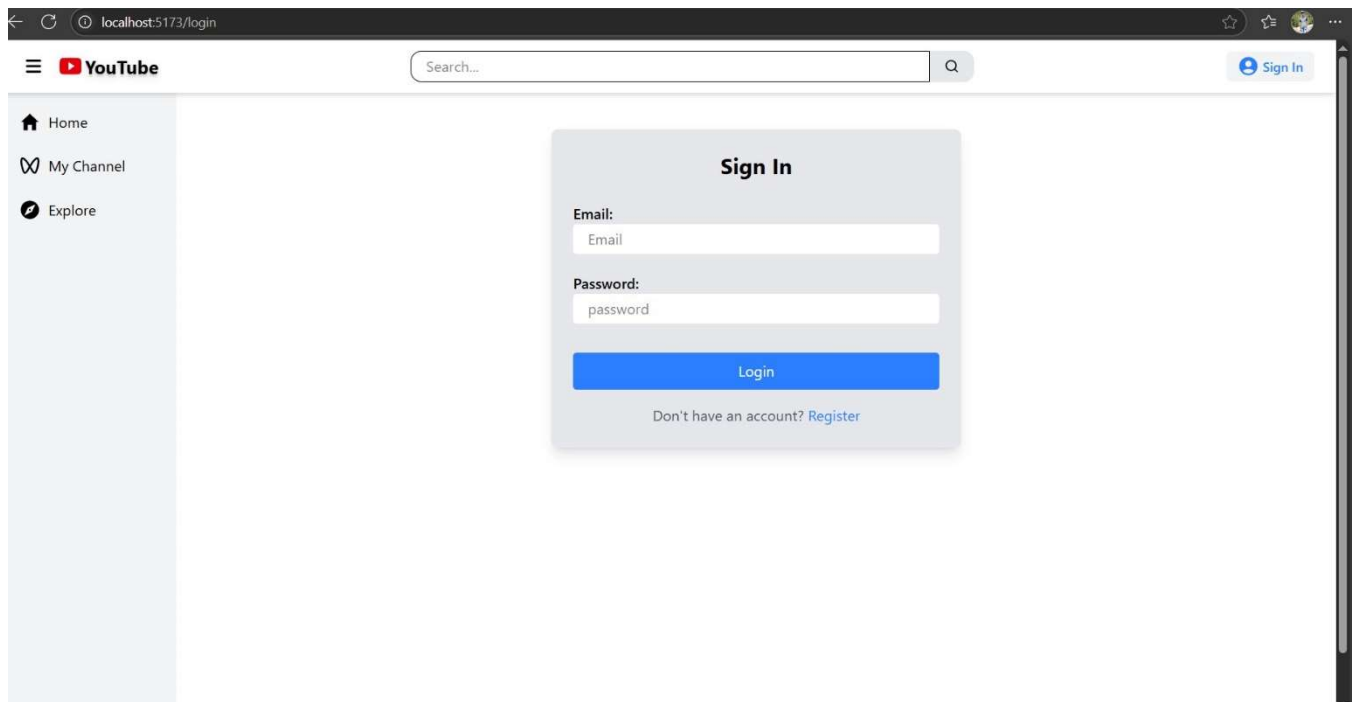 localhost:5173/login
YouTube
Search...
Sign In
Home
My Channel
Explore
Sign In
Email:
Email
Password:
password
Login
Don't have an account? Register